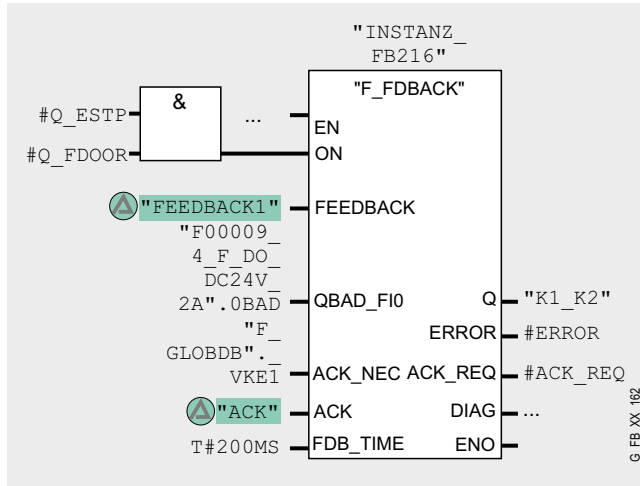 "INSTANZ_
FB216"
"F_FDBACK"
&
#Q_ESTP
...
EN
#Q_FDOOR
ON
"FEEDBACK1"
FEEDBACK
"F00009_
4_F_DO_
DC24V_
2A".0BAD
QBAD_FI0
Q
"K1_K2"
"F_
GLOBDB"._
VKE1
ERROR
#ERROR
ACK_NEC
ACK_REQ
#ACK_REQ
"ACK"
ACK
DIAG
...
T#200MS
FDB_TIME
ENO
G_FB_XX_162